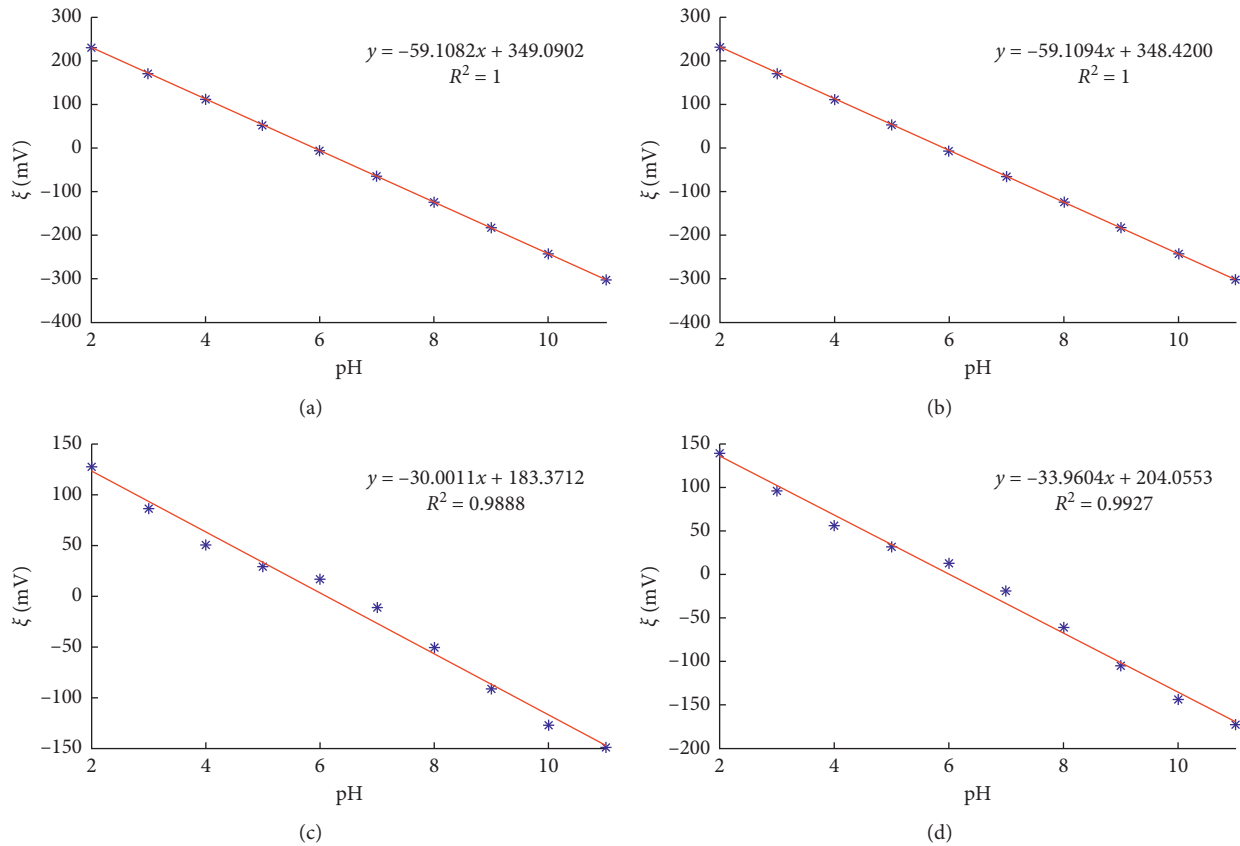 300
200
100
0
−100
−200
−300
−400
ξ (mV)
y = −59.1082x + 349.0902
R² = 1
2 4 6 8 10
pH
(a)
300
200
100
0
−100
−200
−300
−400
ξ (mV)
y = −59.1094x + 348.4200
R² = 1
2 4 6 8 10
pH
(b)
150
100
50
0
−50
−100
−150
ξ (mV)
y = −30.0011x + 183.3712
R² = 0.9888
2 4 6 8 10
pH
(c)
150
100
50
0
−50
−100
−150
−200
ξ (mV)
y = −33.9604x + 204.0553
R² = 0.9927
2 4 6 8 10
pH
(d)